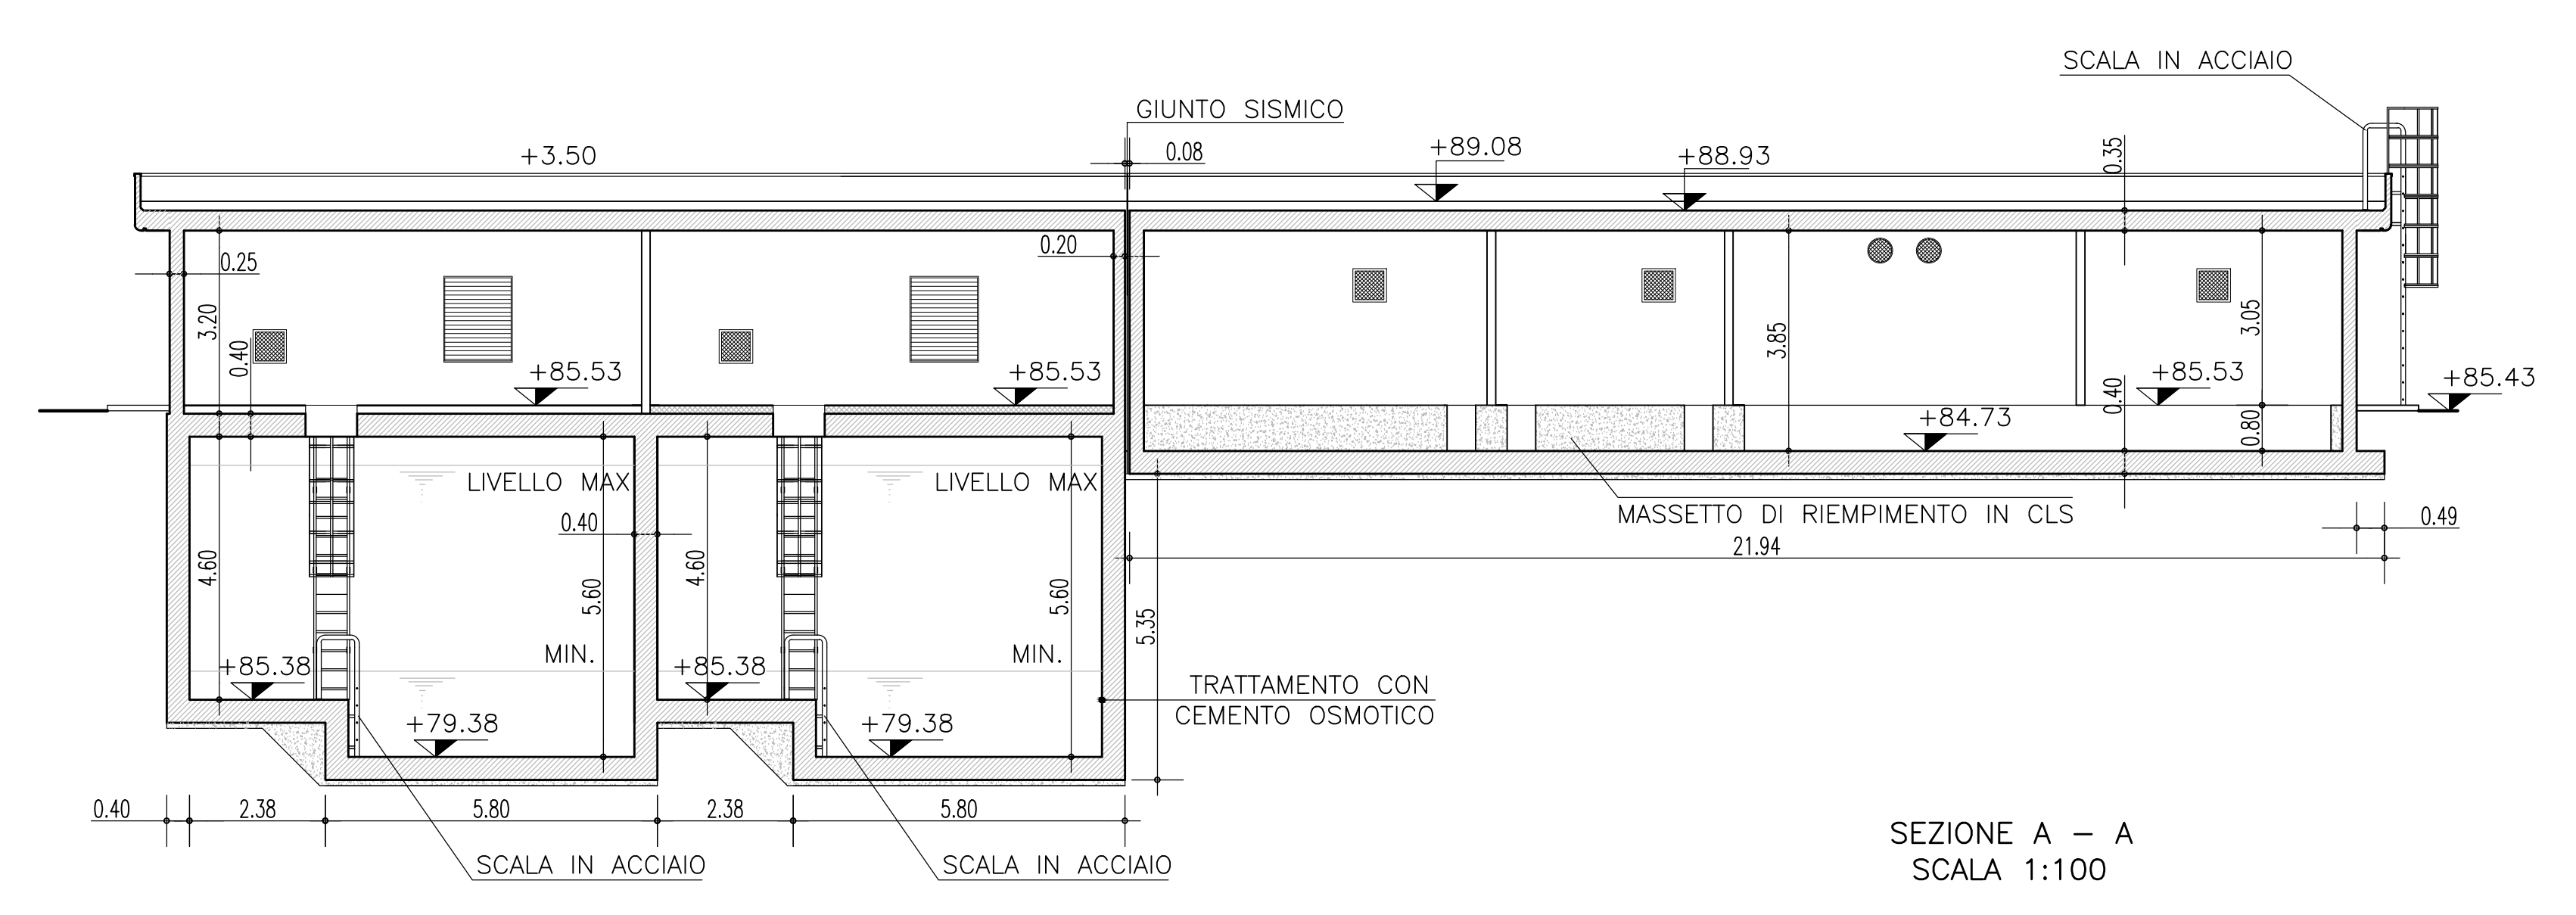 SCALA IN ACCIAIO
GIUNTO SISMICO
+3.50
0.08
+89.08
+88.93
0.35
0.25
0.20
3.20
0.40
3.85
3.05
+85.53
+85.53
+85.53
+85.43
0.40
+84.73
0.80
LIVELLO MAX
LIVELLO MAX
0.40
MASSETTO DI RIEMPIMENTO IN CLS
0.49
21.94
4.60
5.60
4.60
5.60
5.35
MIN.
MIN.
+85.38
+85.38
TRATTAMENTO CON
CEMENTO OSMOTICO
+79.38
+79.38
0.40
2.38
5.80
2.38
5.80
SEZIONE A - A
SCALA 1:100
SCALA IN ACCIAIO
SCALA IN ACCIAIO